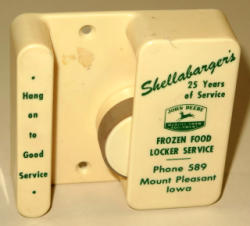 Hang
on
to
Good
Service
Shellabarger's
25 Years
of Service
JOHN DEERE
FROZEN FOOD
LOCKER SERVICE
Phone 589
Mount Pleasant
Iowa